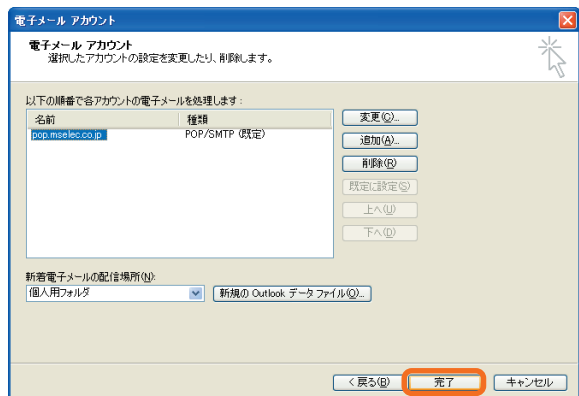 電子メール アカウント
電子メール アカウント
選択したアカウントの設定を変更したり、削除します。
以下の順番で各アカウントの電子メールを処理します:
名前 種類
pop.mselec.co.jp POP/SMTP (既定)
変更(C)...
追加(A)...
削除(R)
既定に設定(S)
上へ(U)
下へ(D)
新着電子メールの配信場所(N):
個人用フォルダ 新規の Outlook データ ファイル(O)...
< 戻る(B) 完了 キャンセル